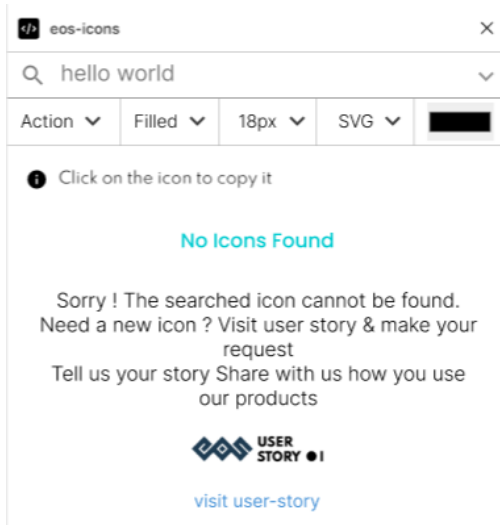 eos-icons
hello world
Action Filled 18px SVG
Click on the icon to copy it
No Icons Found
Sorry ! The searched icon cannot be found.
Need a new icon ? Visit user story & make your
request
Tell us your story Share with us how you use
our products
eos USER
STORY
visit user-story